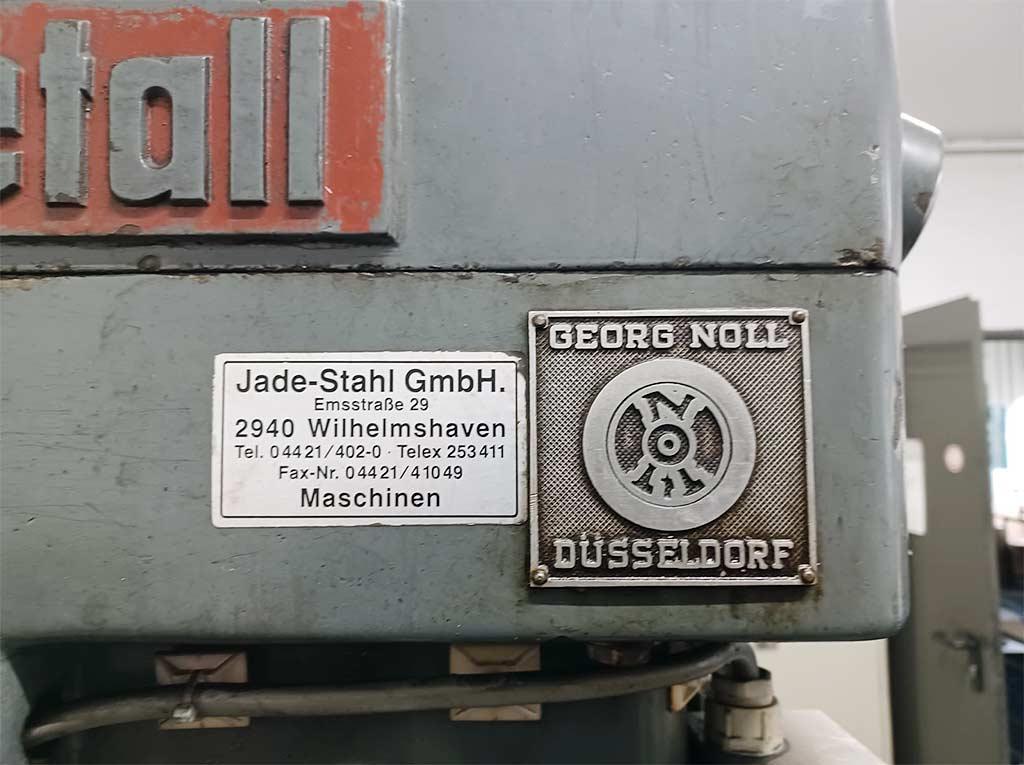 etall
Jade-Stahl GmbH.
Emsstraße 29
2940 Wilhelmshaven
Tel. 04421/402-0 · Telex 253411
Fax-Nr. 04421/41049
Maschinen
GEORG NOLL
N
DÜSSELDORF